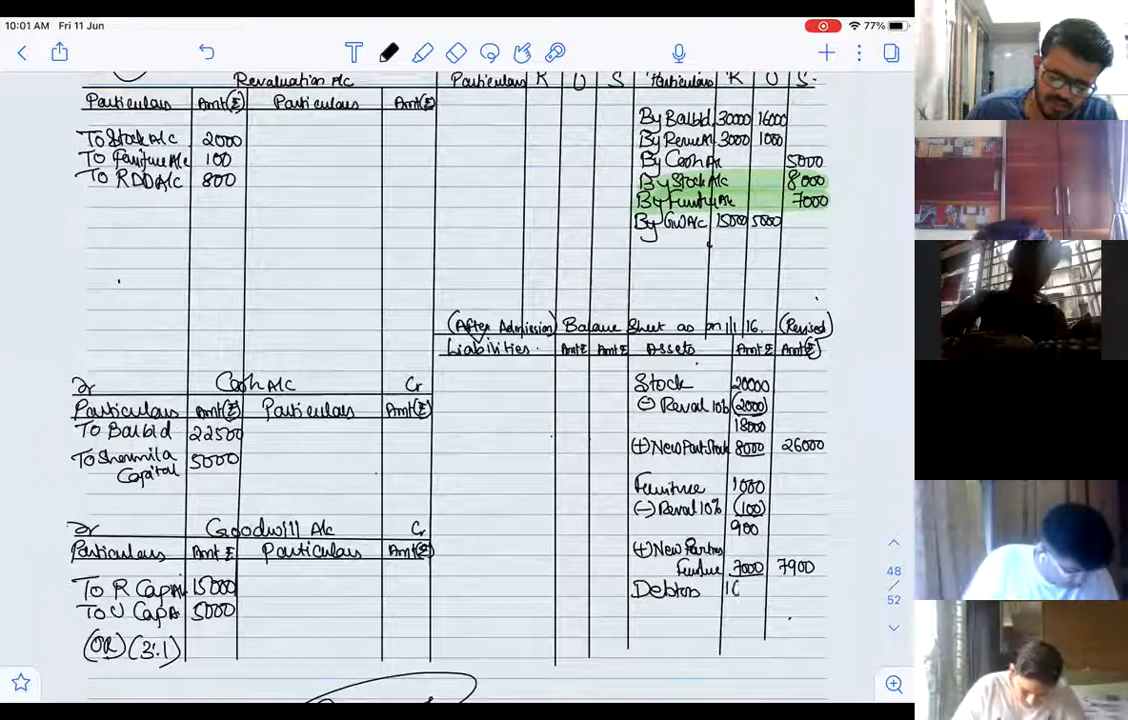 10:01 AM Fri 11 Jun
77%
Revaluation A/c
Particulars Amt(₹) Particulars Amt(₹)
To Stock A/c 2000
To Furniture A/c 100
To RDD A/c 800
Particulars R U S Particulars R U S.
By Balb/d 30000 16000
By Reserve A/c 3000 1000
By Cash A/c 5000
By Stock A/c 8000
By Furniture A/c 7000
By GW A/c 15000 5000
(After Admission) Balance Sheet as on 1/1/16. (Revised)
Liabilities. Amt ₹ Amt ₹ Assets Amt ₹ Amt(₹)
Stock 20000
(-) Reval 10% (2000)
18000
(+) New Part Stock 8000 26000
Furniture 1000
(-) Reval 10% (100)
900
(+) New Partner
Furniture 7000 7900
Debtors
Dr Cash A/c Cr
Particulars Amt(₹) Particulars Amt(₹)
To Balb/d 22500
To Sharmila 5000
Capital
Dr Goodwill A/c Cr
Particulars Amt ₹ Particulars Amt(₹)
To R Capital 15000
To U Capit 5000
(OR) (3:1)
48
52